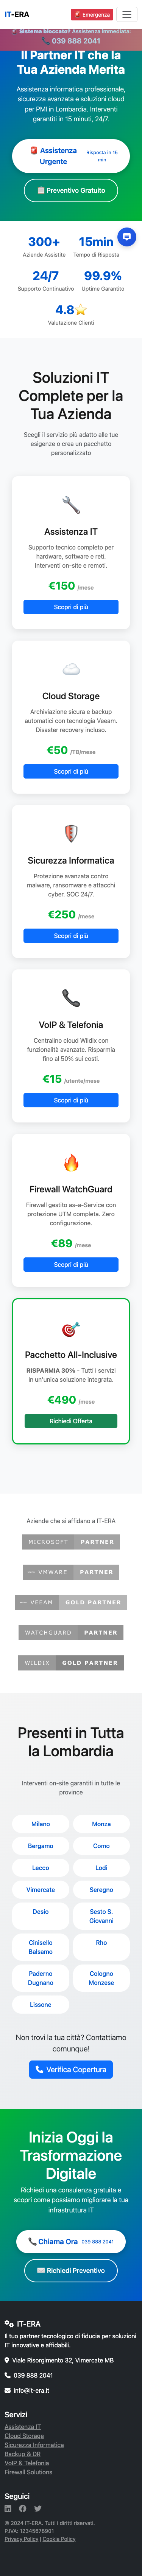 IT-ERA
🚨 Emergenza
🚨 Sistema bloccato? Assistenza immediata:
📞 039 888 2041
Il Partner IT che la
Tua Azienda Merita
Assistenza informatica professionale,
sicurezza avanzata e soluzioni cloud
per PMI in Lombardia. Interventi
garantiti in 15 minuti, 24/7.
🚨 Assistenza
Urgente
Risposta in 15
min
📋 Preventivo Gratuito
300+
Aziende Assistite
15min
Tempo di Risposta
24/7
Supporto Continuativo
99.9%
Uptime Garantito
4.8⭐
Valutazione Clienti
Soluzioni IT
Complete per la
Tua Azienda
Scegli il servizio più adatto alle tue
esigenze o crea un pacchetto
personalizzato
🔧
Assistenza IT
Supporto tecnico completo per
hardware, software e reti.
Interventi on-site e remoti.
€150 /mese
Scopri di più
☁️
Cloud Storage
Archiviazione sicura e backup
automatici con tecnologia Veeam.
Disaster recovery incluso.
€50 /TB/mese
Scopri di più
🛡️
Sicurezza Informatica
Protezione avanzata contro
malware, ransomware e attacchi
cyber. SOC 24/7.
€250 /mese
Scopri di più
📞
VoIP & Telefonia
Centralino cloud Wildix con
funzionalità avanzate. Risparmia
fino al 50% sui costi.
€15 /utente/mese
Scopri di più
🔥
Firewall WatchGuard
Firewall gestito as-a-Service con
protezione UTM completa. Zero
configurazione.
€89 /mese
Scopri di più
🎯
Pacchetto All-Inclusive
RISPARMIA 30% - Tutti i servizi
in un'unica soluzione integrata.
€490 /mese
Richiedi Offerta
Aziende che si affidano a IT-ERA
MICROSOFT PARTNER
VMWARE PARTNER
VEEAM GOLD PARTNER
WATCHGUARD PARTNER
WILDIX GOLD PARTNER
Presenti in Tutta
la Lombardia
Interventi on-site garantiti in tutte le
province
Milano
Monza
Bergamo
Como
Lecco
Lodi
Vimercate
Seregno
Desio
Sesto S.
Giovanni
Cinisello
Balsamo
Rho
Paderno
Dugnano
Cologno
Monzese
Lissone
Non trovi la tua città? Contattiamo
comunque!
Verifica Copertura
Inizia Oggi la
Trasformazione
Digitale
Richiedi una consulenza gratuita e
scopri come possiamo migliorare la tua
infrastruttura IT
📞 Chiama Ora 039 888 2041
Richiedi Preventivo
IT-ERA
Il tuo partner tecnologico di fiducia per soluzioni
IT innovative e affidabili.
Viale Risorgimento 32, Vimercate MB
039 888 2041
info@it-era.it
Servizi
Assistenza IT
Cloud Storage
Sicurezza Informatica
Backup & DR
VoIP & Telefonia
Firewall Solutions
Seguici
© 2024 IT-ERA. Tutti i diritti riservati.
P.IVA: 12345678901
Privacy Policy | Cookie Policy